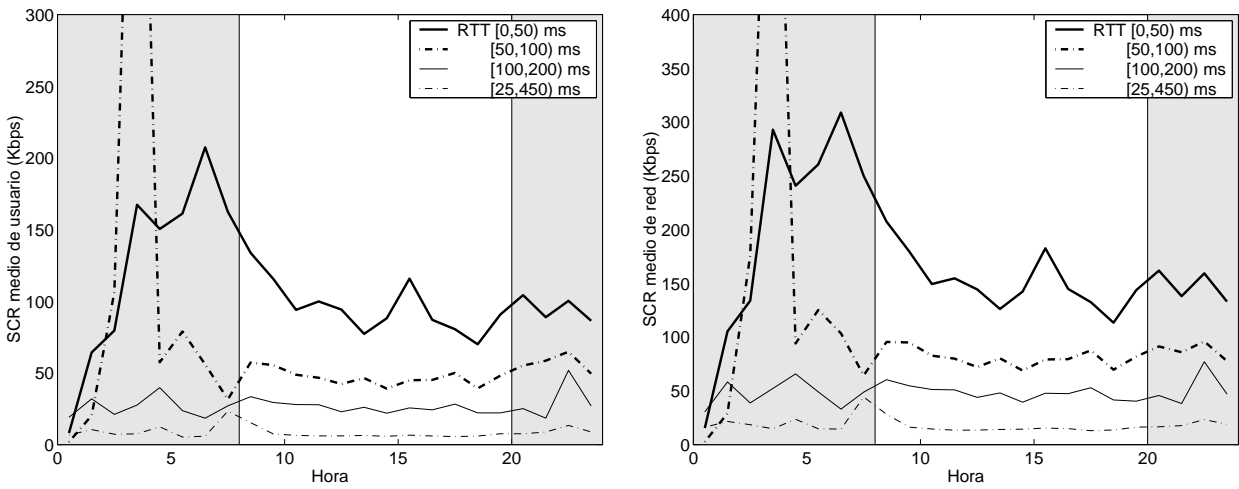 300
250
200
150
100
50
0
SCR medio de usuario (Kbps)
RTT [0,50) ms
[50,100) ms
[100,200) ms
[25,450) ms
0 5 10 15 20
Hora
400
350
300
250
200
150
100
50
0
SCR medio de red (Kbps)
RTT [0,50) ms
[50,100) ms
[100,200) ms
[25,450) ms
0 5 10 15 20
Hora